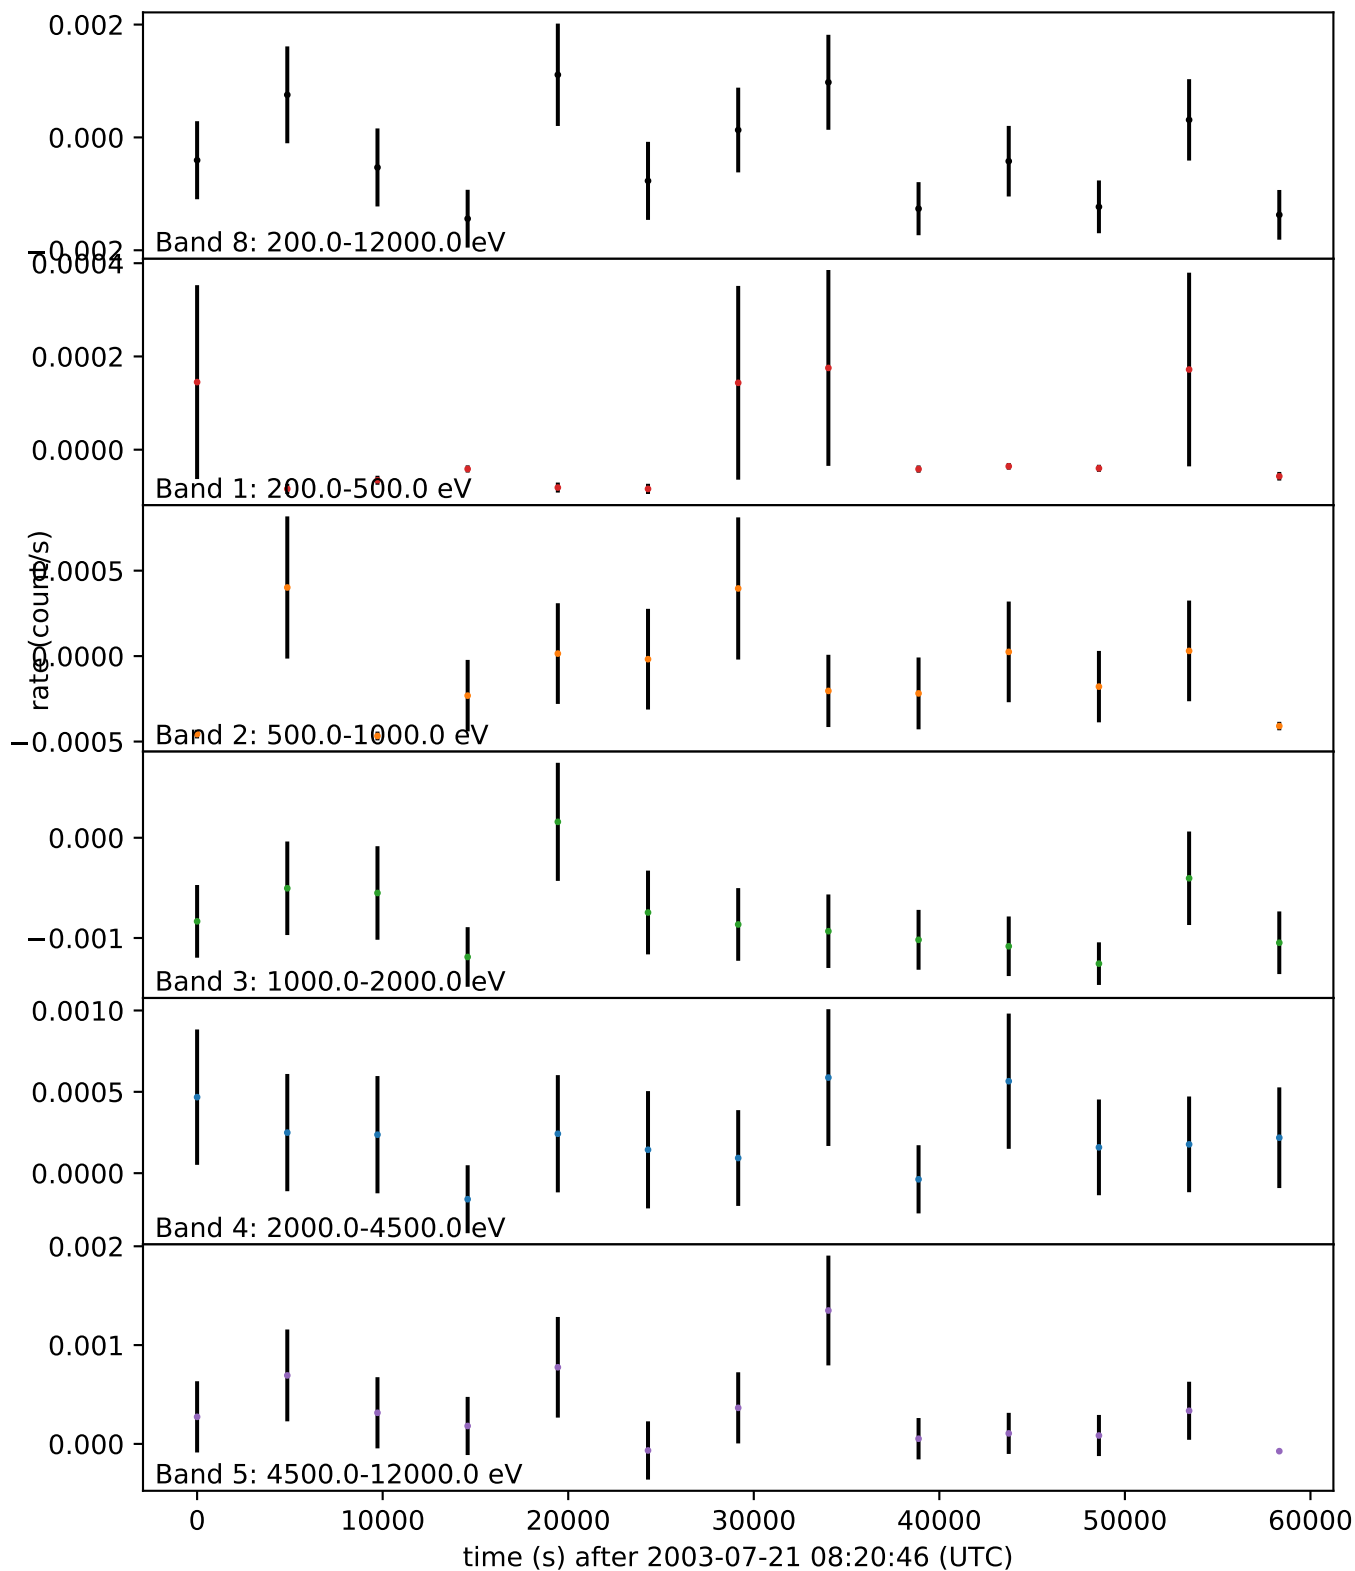 0.002
0.000
−0.002
Band 8: 200.0-12000.0 eV
0.0004
0.0002
0.0000
Band 1: 200.0-500.0 eV
rate (count/s)
0.0005
0.0000
−0.0005
Band 2: 500.0-1000.0 eV
0.000
−0.001
Band 3: 1000.0-2000.0 eV
0.0010
0.0005
0.0000
Band 4: 2000.0-4500.0 eV
0.002
0.001
0.000
Band 5: 4500.0-12000.0 eV
0 10000 20000 30000 40000 50000 60000
time (s) after 2003-07-21 08:20:46 (UTC)